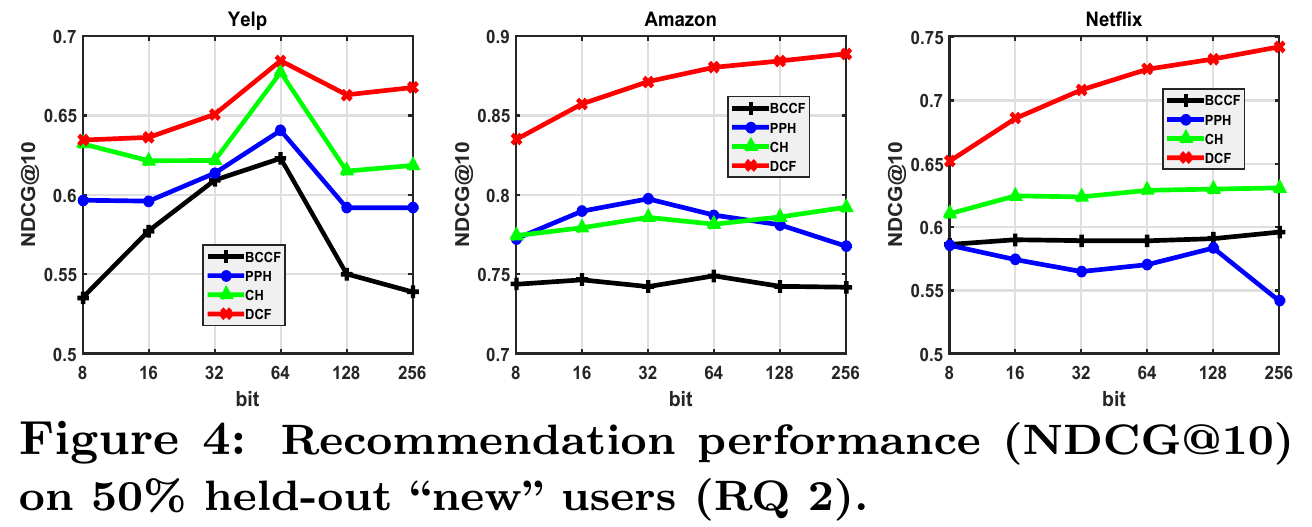 Yelp
NDCG@10
0.7
0.65
0.6
0.55
0.5
8 16 32 64 128 256
bit
BCCF
PPH
CH
DCF
Amazon
NDCG@10
0.9
0.85
0.8
0.75
0.7
8 16 32 64 128 256
bit
BCCF
PPH
CH
DCF
Netflix
NDCG@10
0.75
0.7
0.65
0.6
0.55
0.5
8 16 32 64 128 256
bit
BCCF
PPH
CH
DCF
Figure 4: Recommendation performance (NDCG@10)
on 50% held-out “new” users (RQ 2).